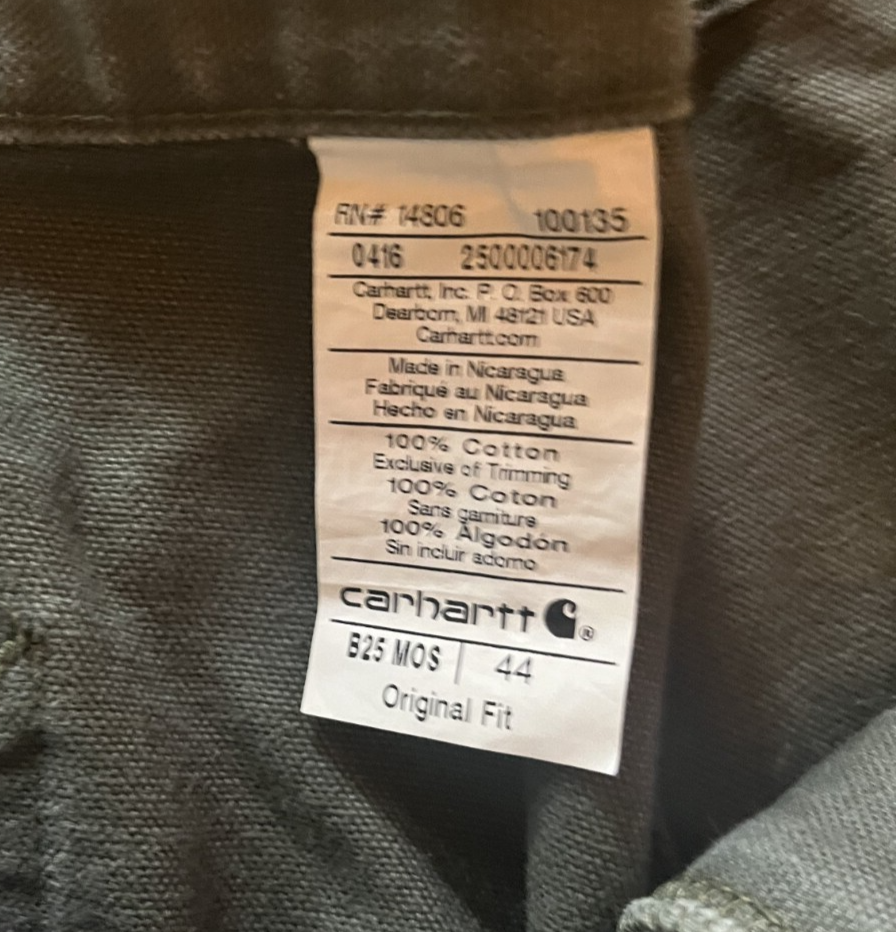 RN# 14806 100135
0416 2500006174
Carhartt, Inc. P. O. Box 600
Dearborn, MI 48121 USA
Carhartt.com
Made in Nicaragua
Fabriqué au Nicaragua
Hecho en Nicaragua
100% Cotton
Exclusive of Trimming
100% Coton
Sans garniture
100% Algodón
Sin incluir adorno
carhartt ®
B25 MOS | 44
Original Fit